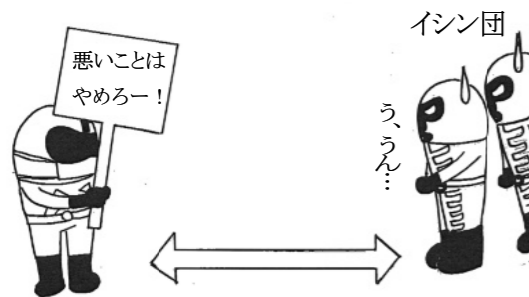 悪いことは
やめろー！
イシン団
う、うん…